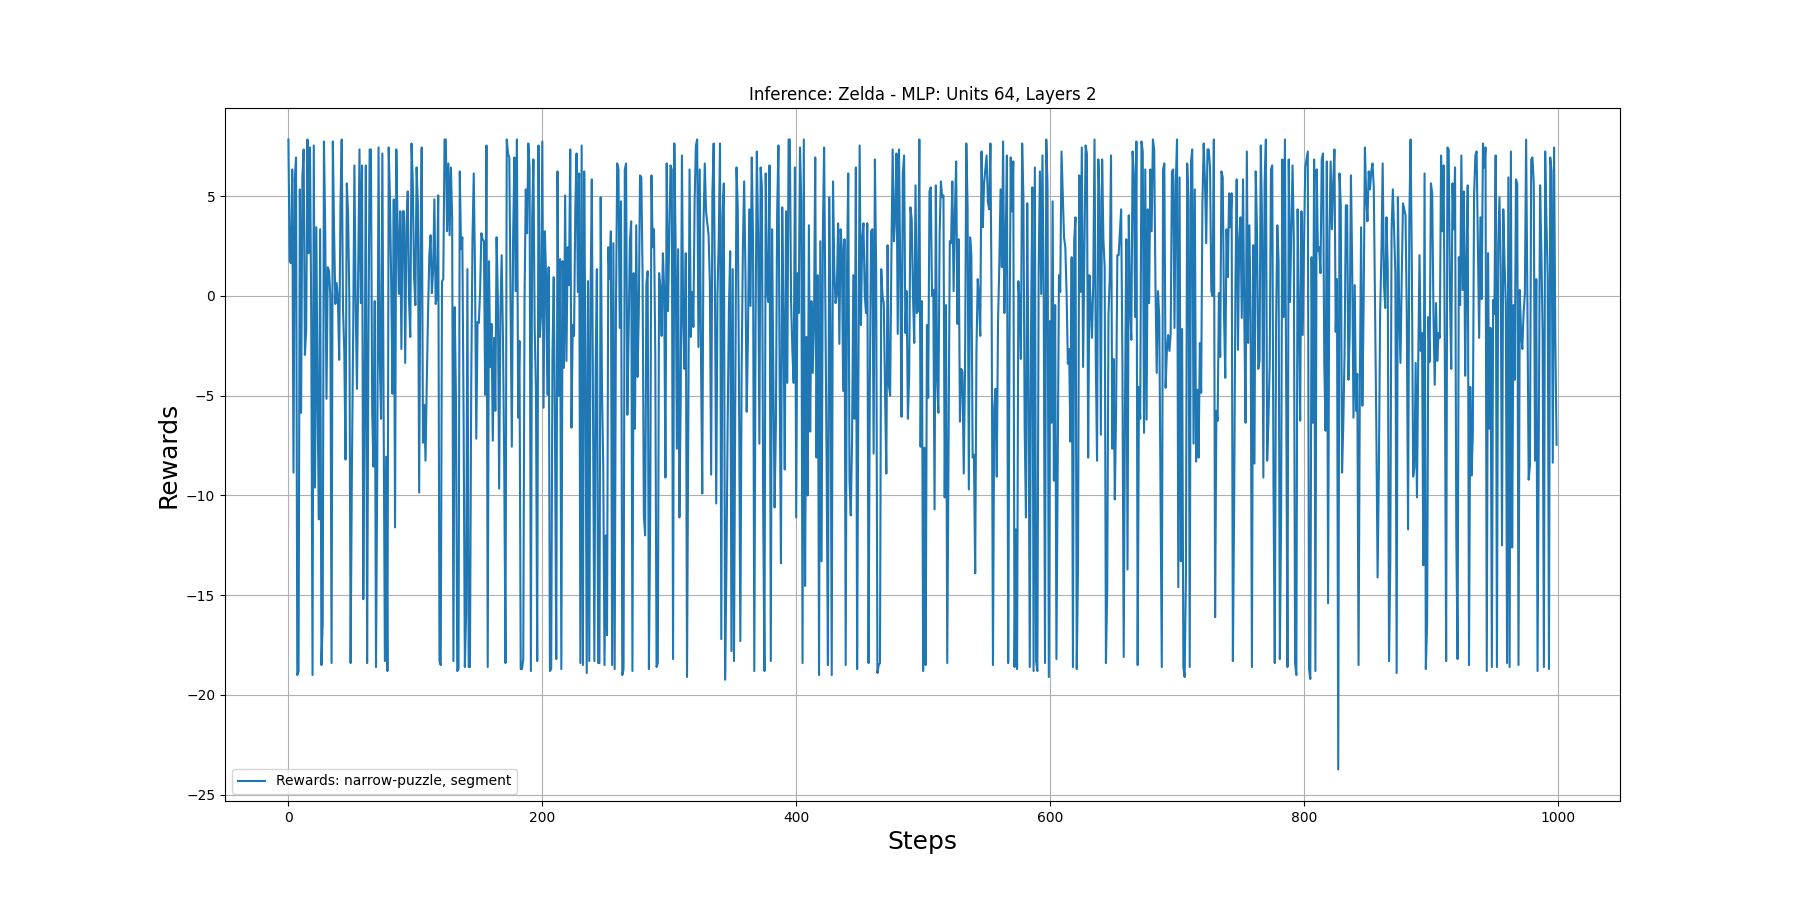 Inference: Zelda - MLP: Units 64, Layers 2
Rewards
5
0
−5
−10
−15
−20
−25
Rewards: narrow-puzzle, segment
0 200 400 600 800 1000
Steps